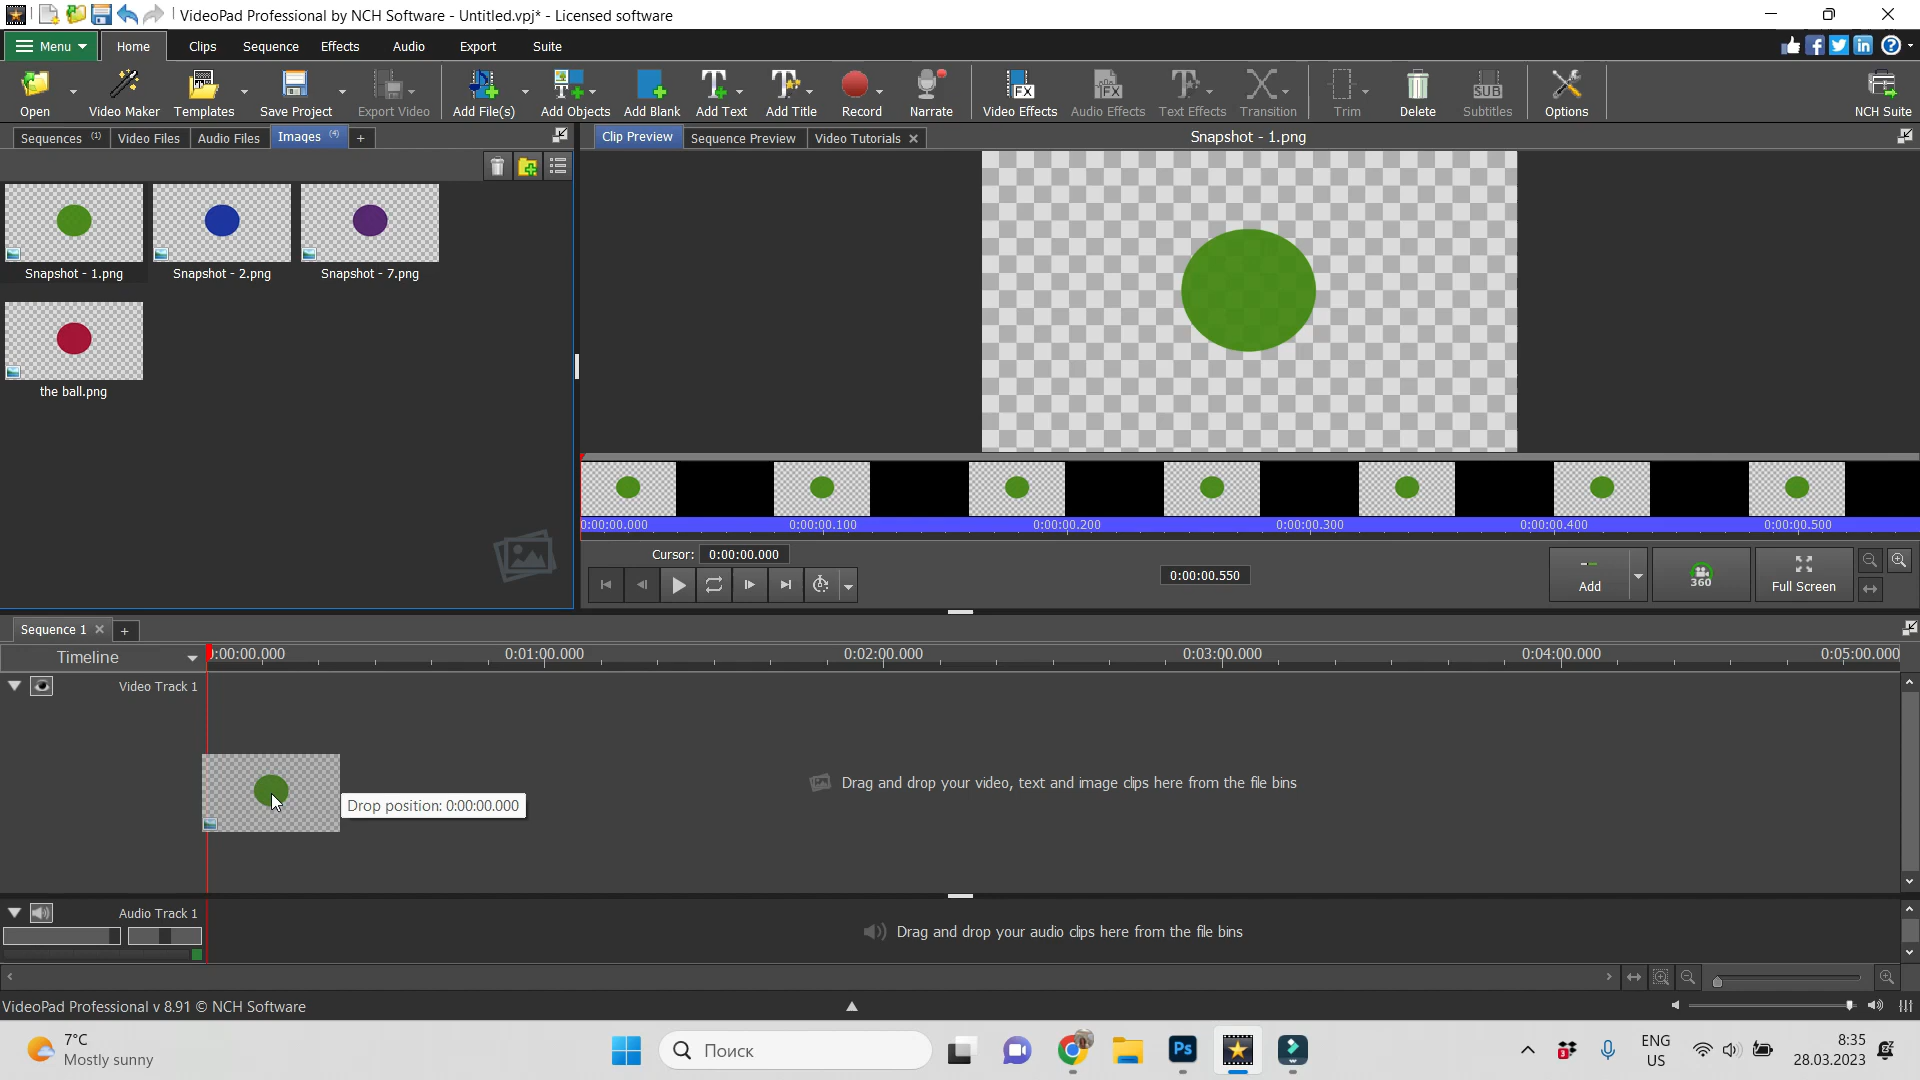 VideoPad Professional by NCH Software - Untitled.vpj* - Licensed software
Menu Home Clips Sequence Effects Audio Export Suite
Open Video Maker Templates Save Project Export Video Add File(s) Add Objects Add Blank Add Text Add Title Record Narrate Video Effects Audio Effects Text Effects Transition Trim Delete Subtitles Options NCH Suite
Sequences (1) Video Files Audio Files Images (4) +
Clip Preview Sequence Preview Video Tutorials Snapshot - 1.png
Snapshot - 1.png Snapshot - 2.png Snapshot - 7.png
the ball.png
0:00:00.000 0:00:00.100 0:00:00.200 0:00:00.300 0:00:00.400 0:00:00.500
Cursor: 0:00:00.000
0:00:00.550
Add 360 Full Screen
Sequence 1 +
Timeline 0:00:00.000 0:01:00.000 0:02:00.000 0:03:00.000 0:04:00.000 0:05:00.000
Video Track 1
Drag and drop your video, text and image clips here from the file bins
Drop position: 0:00:00.000
Audio Track 1
Drag and drop your audio clips here from the file bins
VideoPad Professional v 8.91 © NCH Software
7°C
Mostly sunny
Поиск
Ps
3
ENG
US
8:35
28.03.2023